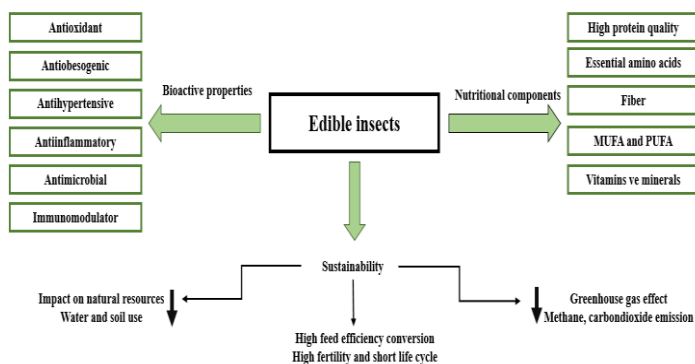 Antioxidant
Antiobesogenic
Antihypertensive
Antiinflammatory
Antimicrobial
Immunomodulator
Bioactive properties
Edible insects
Nutritional components
High protein quality
Essential amino acids
Fiber
MUFA and PUFA
Vitamins ve minerals
Sustainability
Impact on natural resources
Water and soil use
High feed efficiency conversion
High fertility and short life cycle
Greenhouse gas effect
Methane, carbondioxide emission